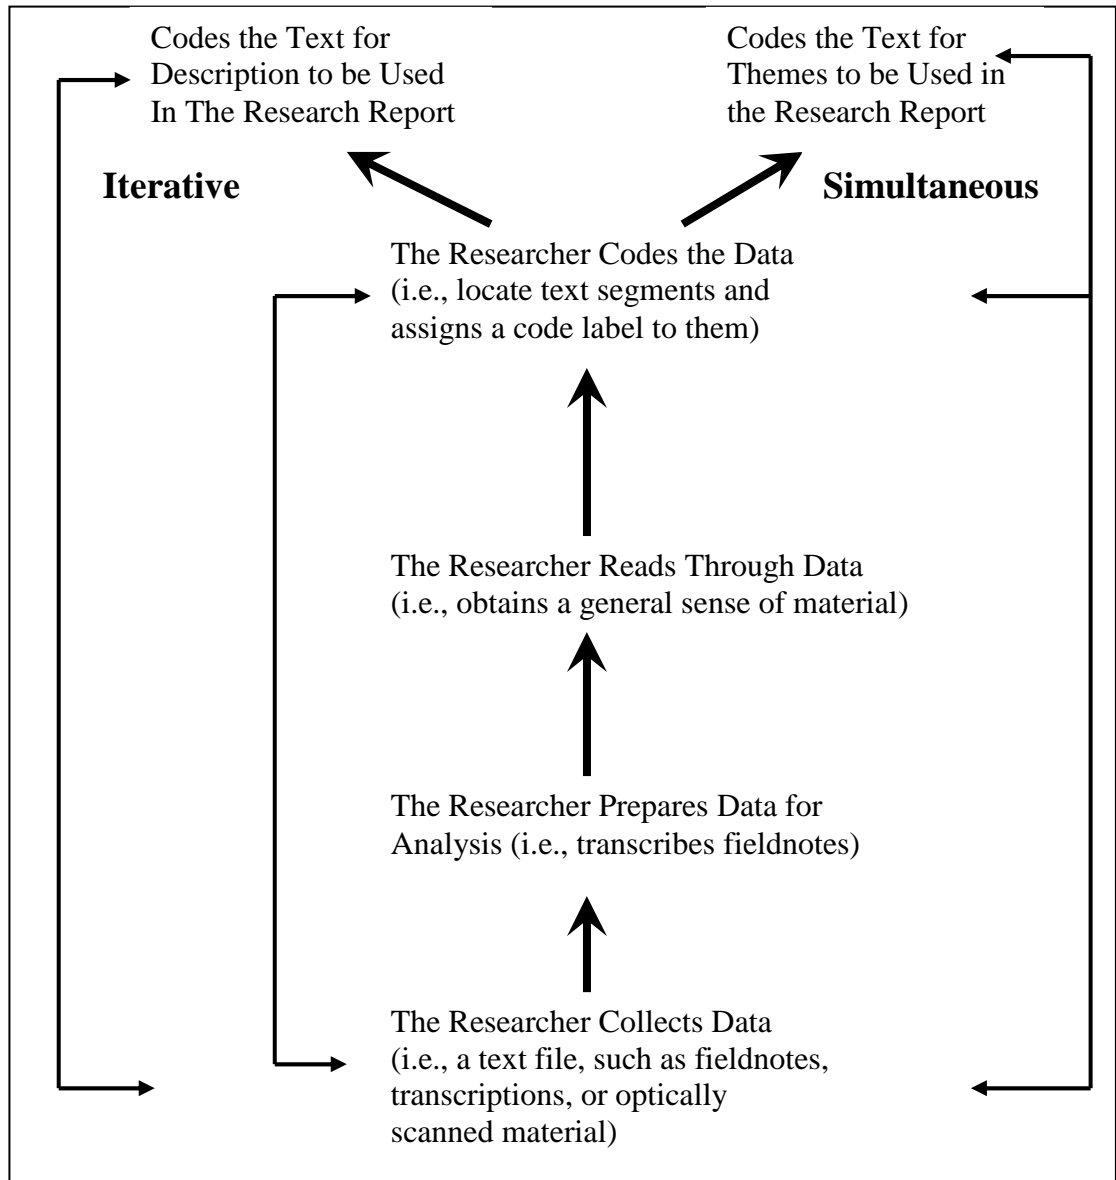 Codes the Text for
Description to be Used
In The Research Report
Codes the Text for
Themes to be Used in
the Research Report
Iterative
Simultaneous
The Researcher Codes the Data
(i.e., locate text segments and
assigns a code label to them)
The Researcher Reads Through Data
(i.e., obtains a general sense of material)
The Researcher Prepares Data for
Analysis (i.e., transcribes fieldnotes)
The Researcher Collects Data
(i.e., a text file, such as fieldnotes,
transcriptions, or optically
scanned material)